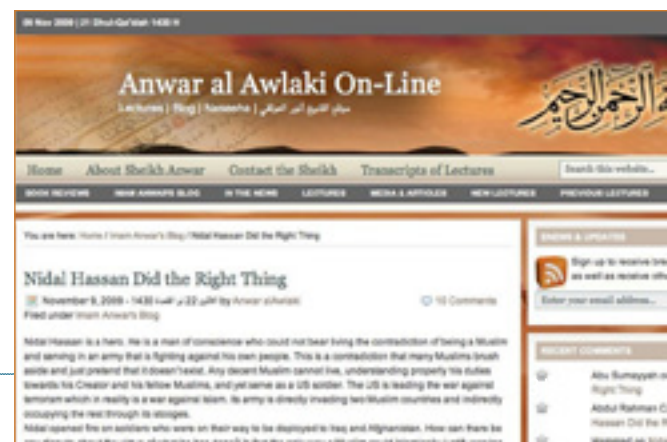 09 Nov 2009 | 21 Dhul-Qa'idah 1430 H
Anwar al Awlaki On-Line
Lectures | Blog | Naseeha | موقع الشيخ أنور العولقي
Home About Sheikh Anwar Contact the Sheikh Transcripts of Lectures Search this website...
BOOK REVIEWS IMAM ANWAR'S BLOG IN THE NEWS LECTURES MEDIA & ARTICLES NEW LECTURES PREVIOUS LECTURES
You are here: Home / Imam Anwar's Blog / Nidal Hassan Did the Right Thing
Nidal Hassan Did the Right Thing
November 9, 2009 - 1430 22 by Anwar alAwlaki 10 Comments
Filed under Imam Anwar's Blog
Nidal Hassan is a hero. He is a man of conscience who could not bear living the contradiction of being a Muslim
and serving in an army that is fighting against his own people. This is a contradiction that many Muslims brush
aside and just pretend that it doesn't exist. Any decent Muslim cannot live, understanding properly his duties
towards his Creator and his fellow Muslims, and yet serve as a US soldier. The US is leading the war against
terrorism which in reality is a war against Islam. Its army is directly invading two Muslim countries and indirectly
occupying the rest through its stooges.
Nidal opened fire on soldiers who were on their way to be deployed to Iraq and Afghanistan. How can there be
ENEWS & UPDATES
Sign up to receive
as well as receive
Enter your email address...
RECENT COMMENTS
Abu Sumayyah
Right Thing
Abdul Rahman
Hassan Did the